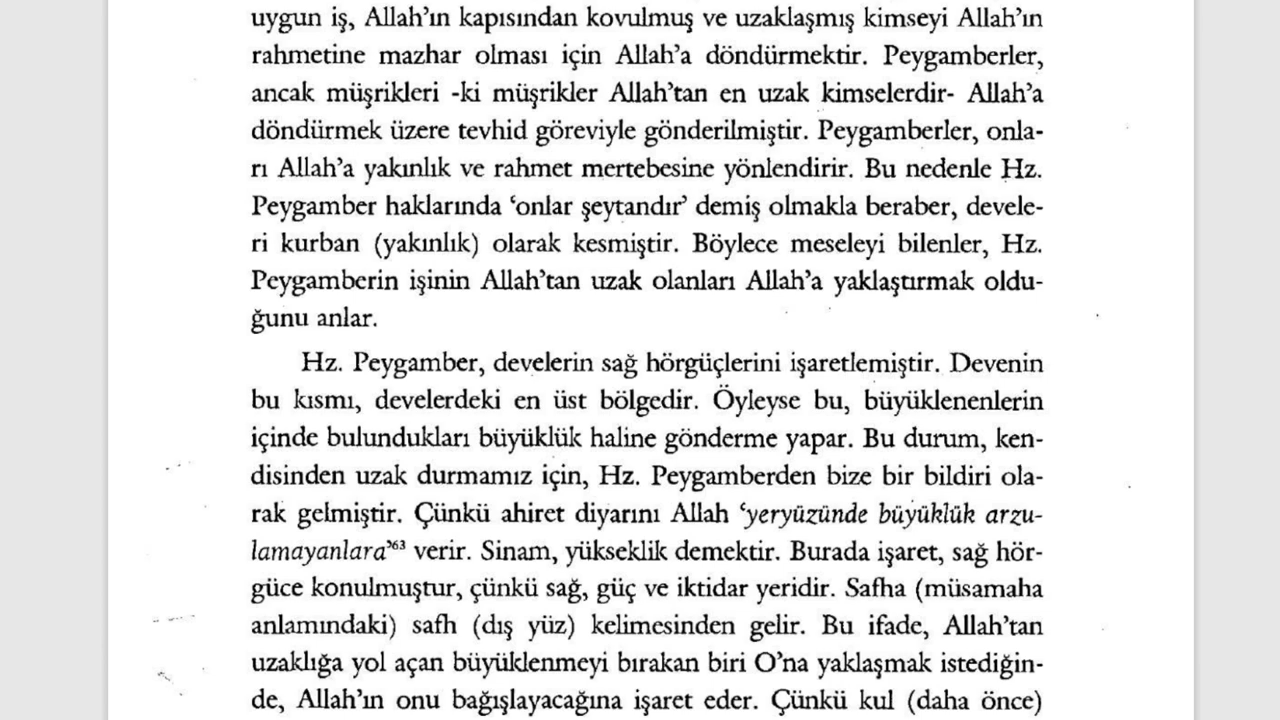 uygun iş, Allah’ın kapısından kovulmuş ve uzaklaşmış kimseyi Allah’ın
rahmetine mazhar olması için Allah’a döndürmektir. Peygamberler,
ancak müşrikleri -ki müşrikler Allah’tan en uzak kimselerdir- Allah’a
döndürmek üzere tevhid göreviyle gönderilmiştir. Peygamberler, onla-
rı Allah’a yakınlık ve rahmet mertebesine yönlendirir. Bu nedenle Hz.
Peygamber haklarında ‘onlar şeytandır’ demiş olmakla beraber, devele-
ri kurban (yakınlık) olarak kesmiştir. Böylece meseleyi bilenler, Hz.
Peygamberin işinin Allah’tan uzak olanları Allah’a yaklaştırmak oldu-
ğunu anlar.
Hz. Peygamber, develerin sağ hörgüçlerini işaretlemiştir. Devenin
bu kısmı, develerdeki en üst bölgedir. Öyleyse bu, büyüklenenlerin
içinde bulundukları büyüklük haline gönderme yapar. Bu durum, ken-
disinden uzak durmamız için, Hz. Peygamberden bize bir bildiri ola-
rak gelmiştir. Çünkü ahiret diyarını Allah ‘yeryüzünde büyüklük arzu-
lamayanlara’⁶³ verir. Sinam, yükseklik demektir. Burada işaret, sağ hör-
güce konulmuştur, çünkü sağ, güç ve iktidar yeridir. Safha (müsamaha
anlamındaki) safh (dış yüz) kelimesinden gelir. Bu ifade, Allah’tan
uzaklığa yol açan büyüklenmeyi bırakan biri O’na yaklaşmak istediğin-
de, Allah’ın onu bağışlayacağına işaret eder. Çünkü kul (daha önce)